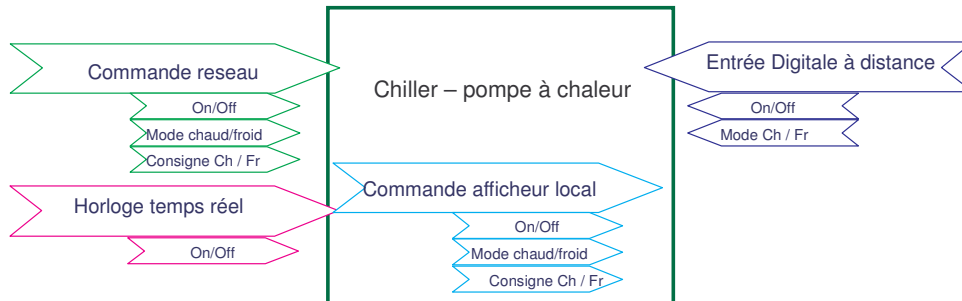 Commande reseau
On/Off
Mode chaud/froid
Consigne Ch / Fr
Horloge temps réel
On/Off
Chiller – pompe à chaleur
Commande afficheur local
On/Off
Mode chaud/froid
Consigne Ch / Fr
Entrée Digitale à distance
On/Off
Mode Ch / Fr